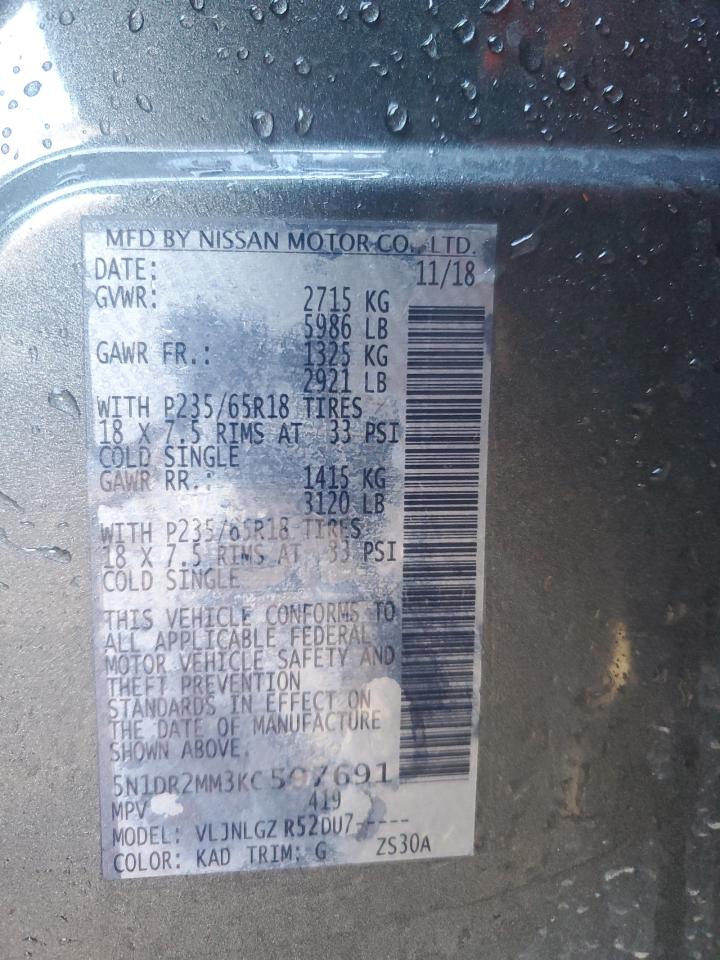 MFD BY NISSAN MOTOR CO., LTD.
DATE: 11/18
GVWR: 2715 KG
5986 LB
GAWR FR.: 1325 KG
2921 LB
WITH P235/65R18 TIRES
18 X 7.5 RIMS AT 33 PSI
COLD SINGLE
GAWR RR.: 1415 KG
3120 LB
WITH P235/65R18 TIRES
18 X 7.5 RIMS AT 33 PSI
COLD SINGLE
THIS VEHICLE CONFORMS TO
ALL APPLICABLE FEDERAL
MOTOR VEHICLE SAFETY AND
THEFT PREVENTION
STANDARDS IN EFFECT ON
THE DATE OF MANUFACTURE
SHOWN ABOVE.
MPV 419
MODEL: VLJNLGZ R52DU7-----
COLOR: KAD TRIM: G ZS30A